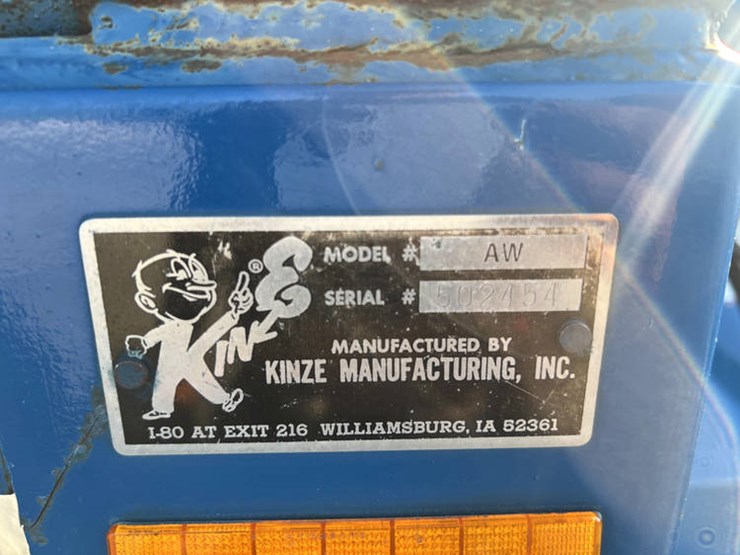 KINZE®
MODEL # AW
SERIAL # 502454
MANUFACTURED BY
KINZE MANUFACTURING, INC.
I-80 AT EXIT 216 WILLIAMSBURG, IA 52361